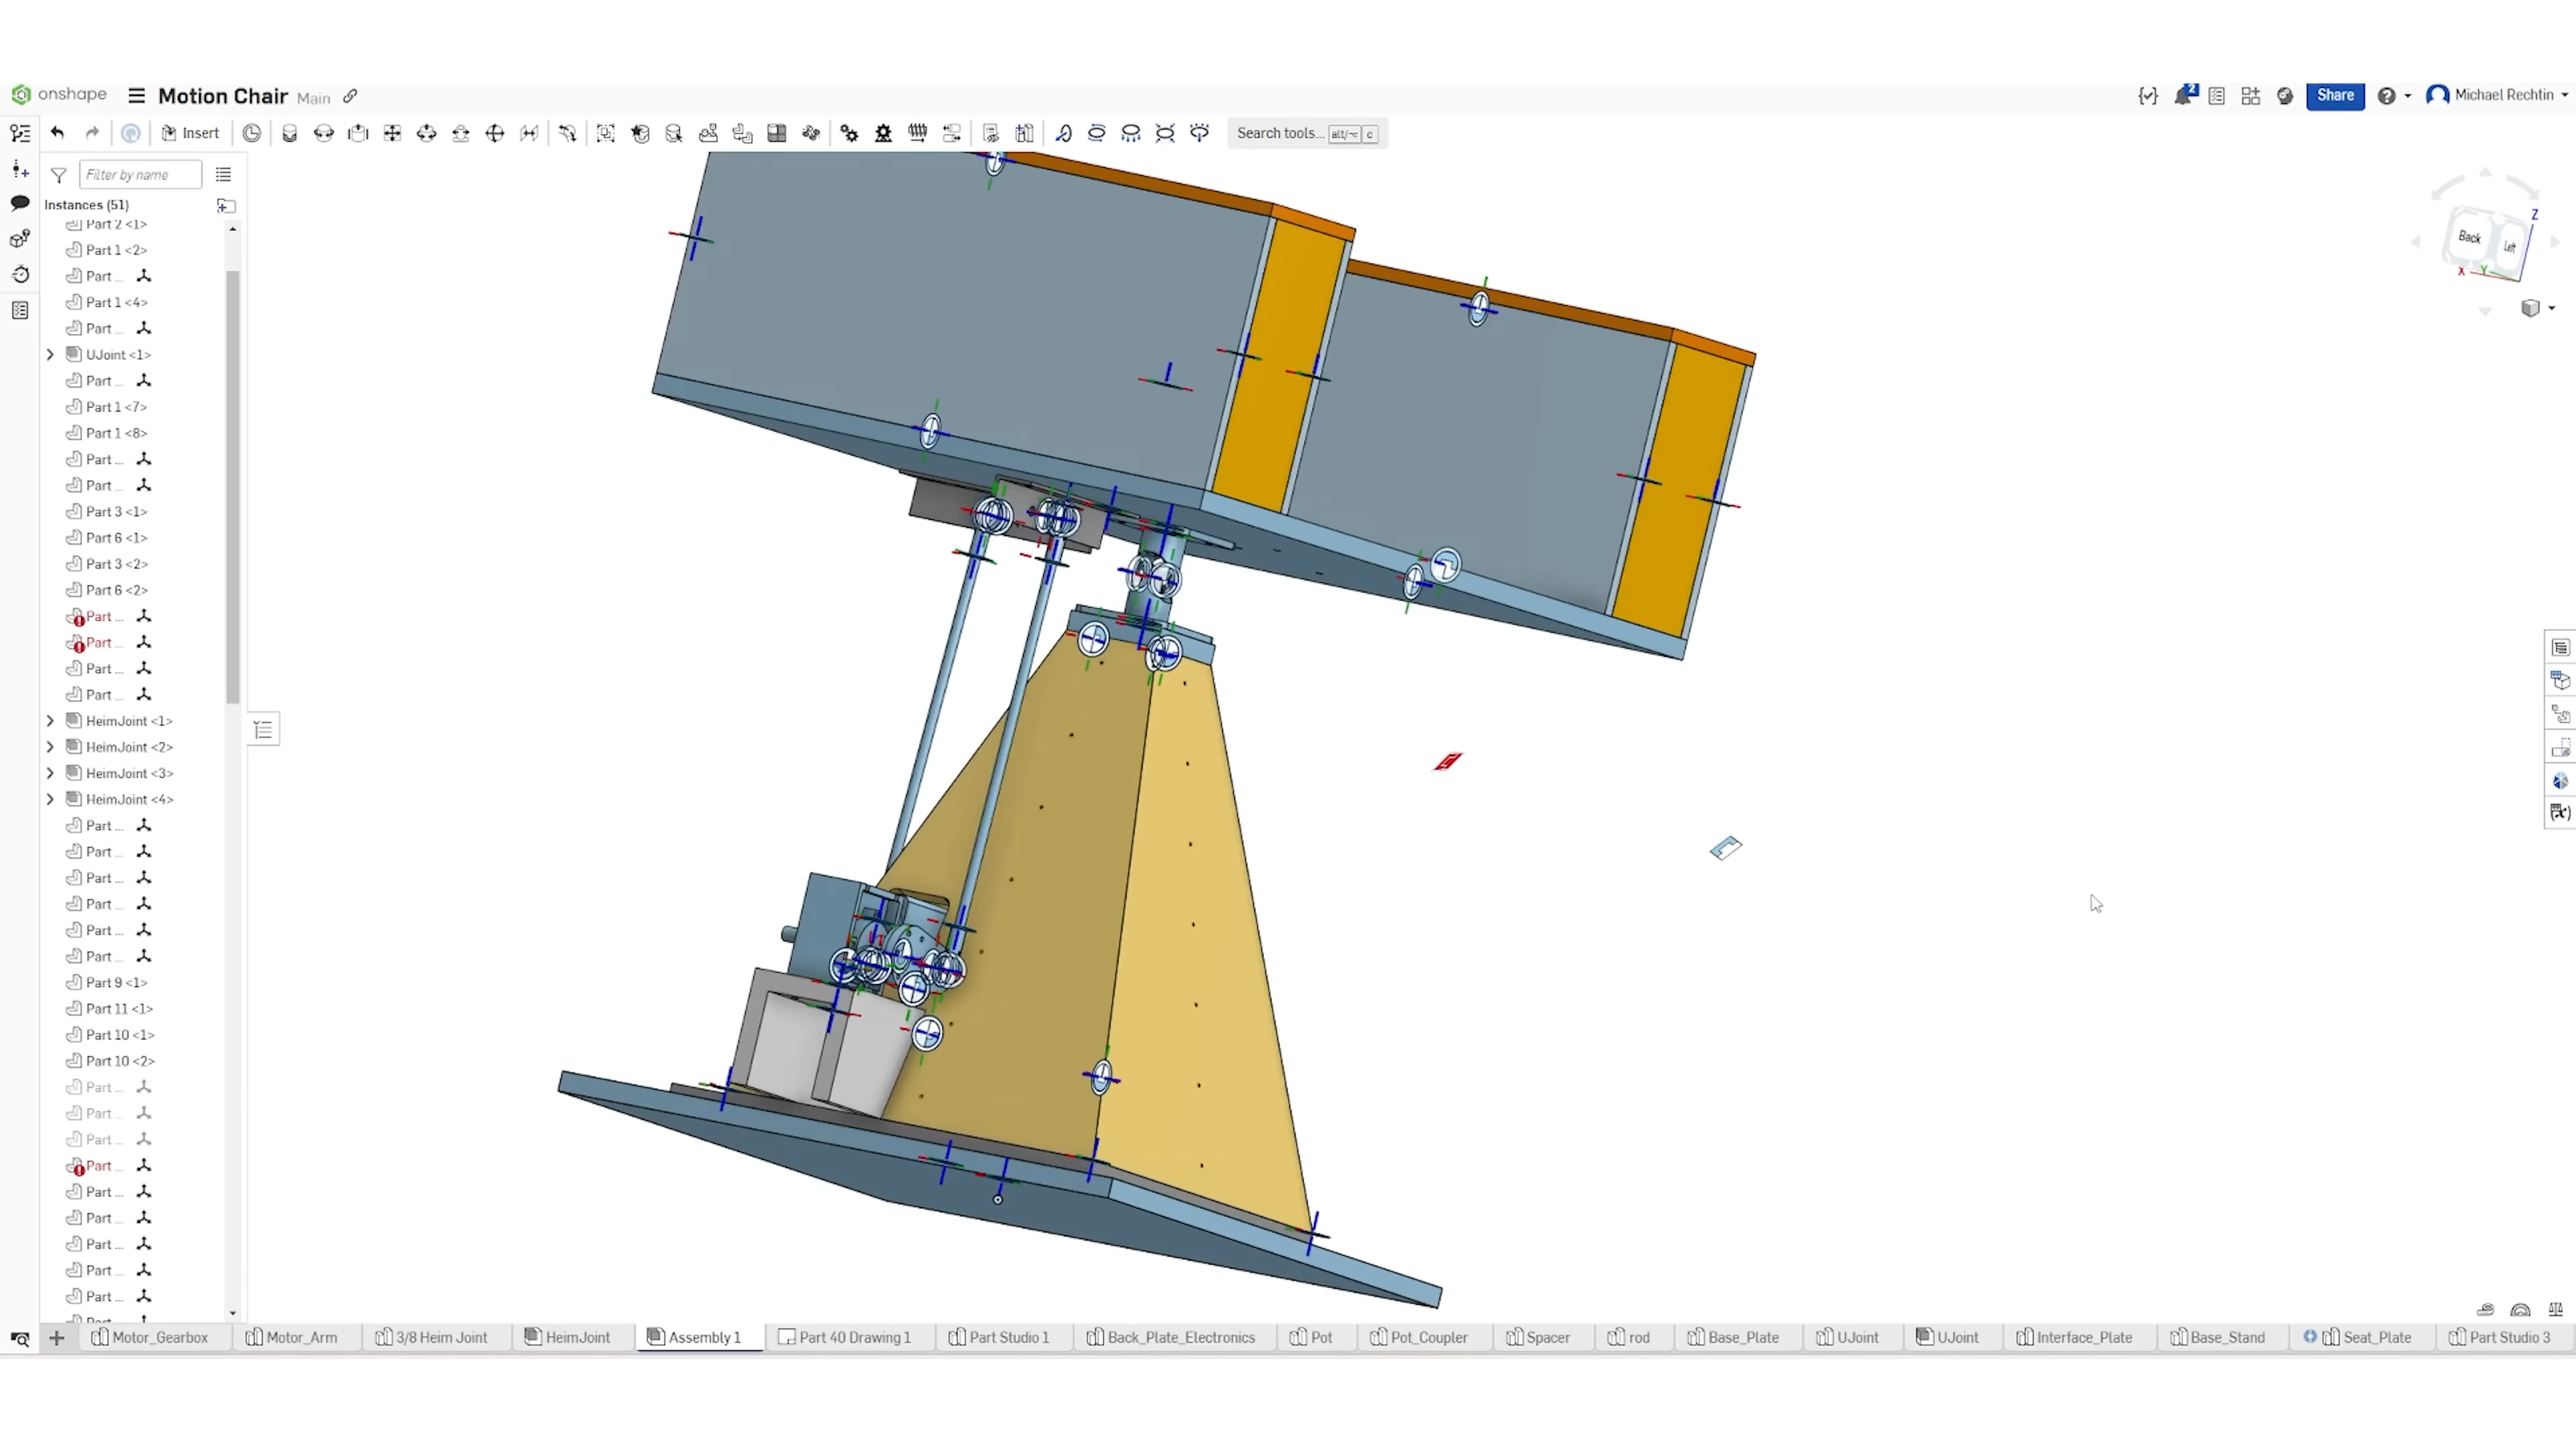 onshape Motion Chair Main 2 Share Michael Rechtin
Insert Search tools... alt/⌥ c
Filter by name
Instances (51)
Part 2 <1>
Part 1 <2>
Part ...
Part 1 <4>
Part ...
UJoint <1>
Part ...
Part 1 <7>
Part 1 <8>
Part ...
Part ...
Part 3 <1>
Part 6 <1>
Part 3 <2>
Part 6 <2>
Part ...
Part ...
Part ...
Part ...
HeimJoint <1>
HeimJoint <2>
HeimJoint <3>
HeimJoint <4>
Part ...
Part ...
Part ...
Part ...
Part ...
Part ...
Part 9 <1>
Part 11 <1>
Part 10 <1>
Part 10 <2>
Part ...
Part ...
Part ...
Part ...
Part ...
Part ...
Part ...
Part ...
Part ...
Z
Back Left
X Y
Motor_Gearbox Motor_Arm 3/8 Heim Joint HeimJoint Assembly 1 Part 40 Drawing 1 Part Studio 1 Back_Plate_Electronics Pot Pot_Coupler Spacer rod Base_Plate UJoint UJoint Interface_Plate Base_Stand Seat_Plate Part Studio 3